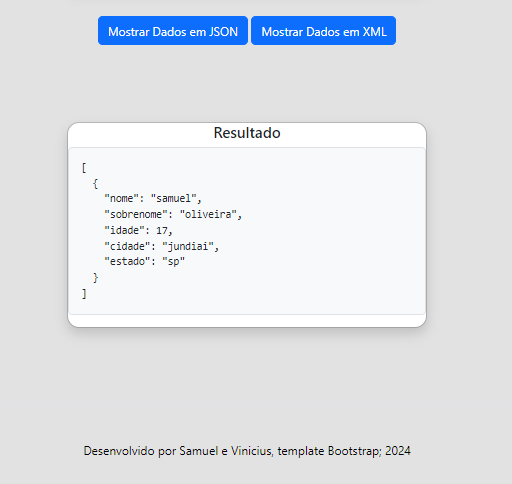 Mostrar Dados em JSON Mostrar Dados em XML
Resultado
[
  {
    "nome": "samuel",
    "sobrenome": "oliveira",
    "idade": 17,
    "cidade": "jundiai",
    "estado": "sp"
  }
]
Desenvolvido por Samuel e Vinicius, template Bootstrap; 2024